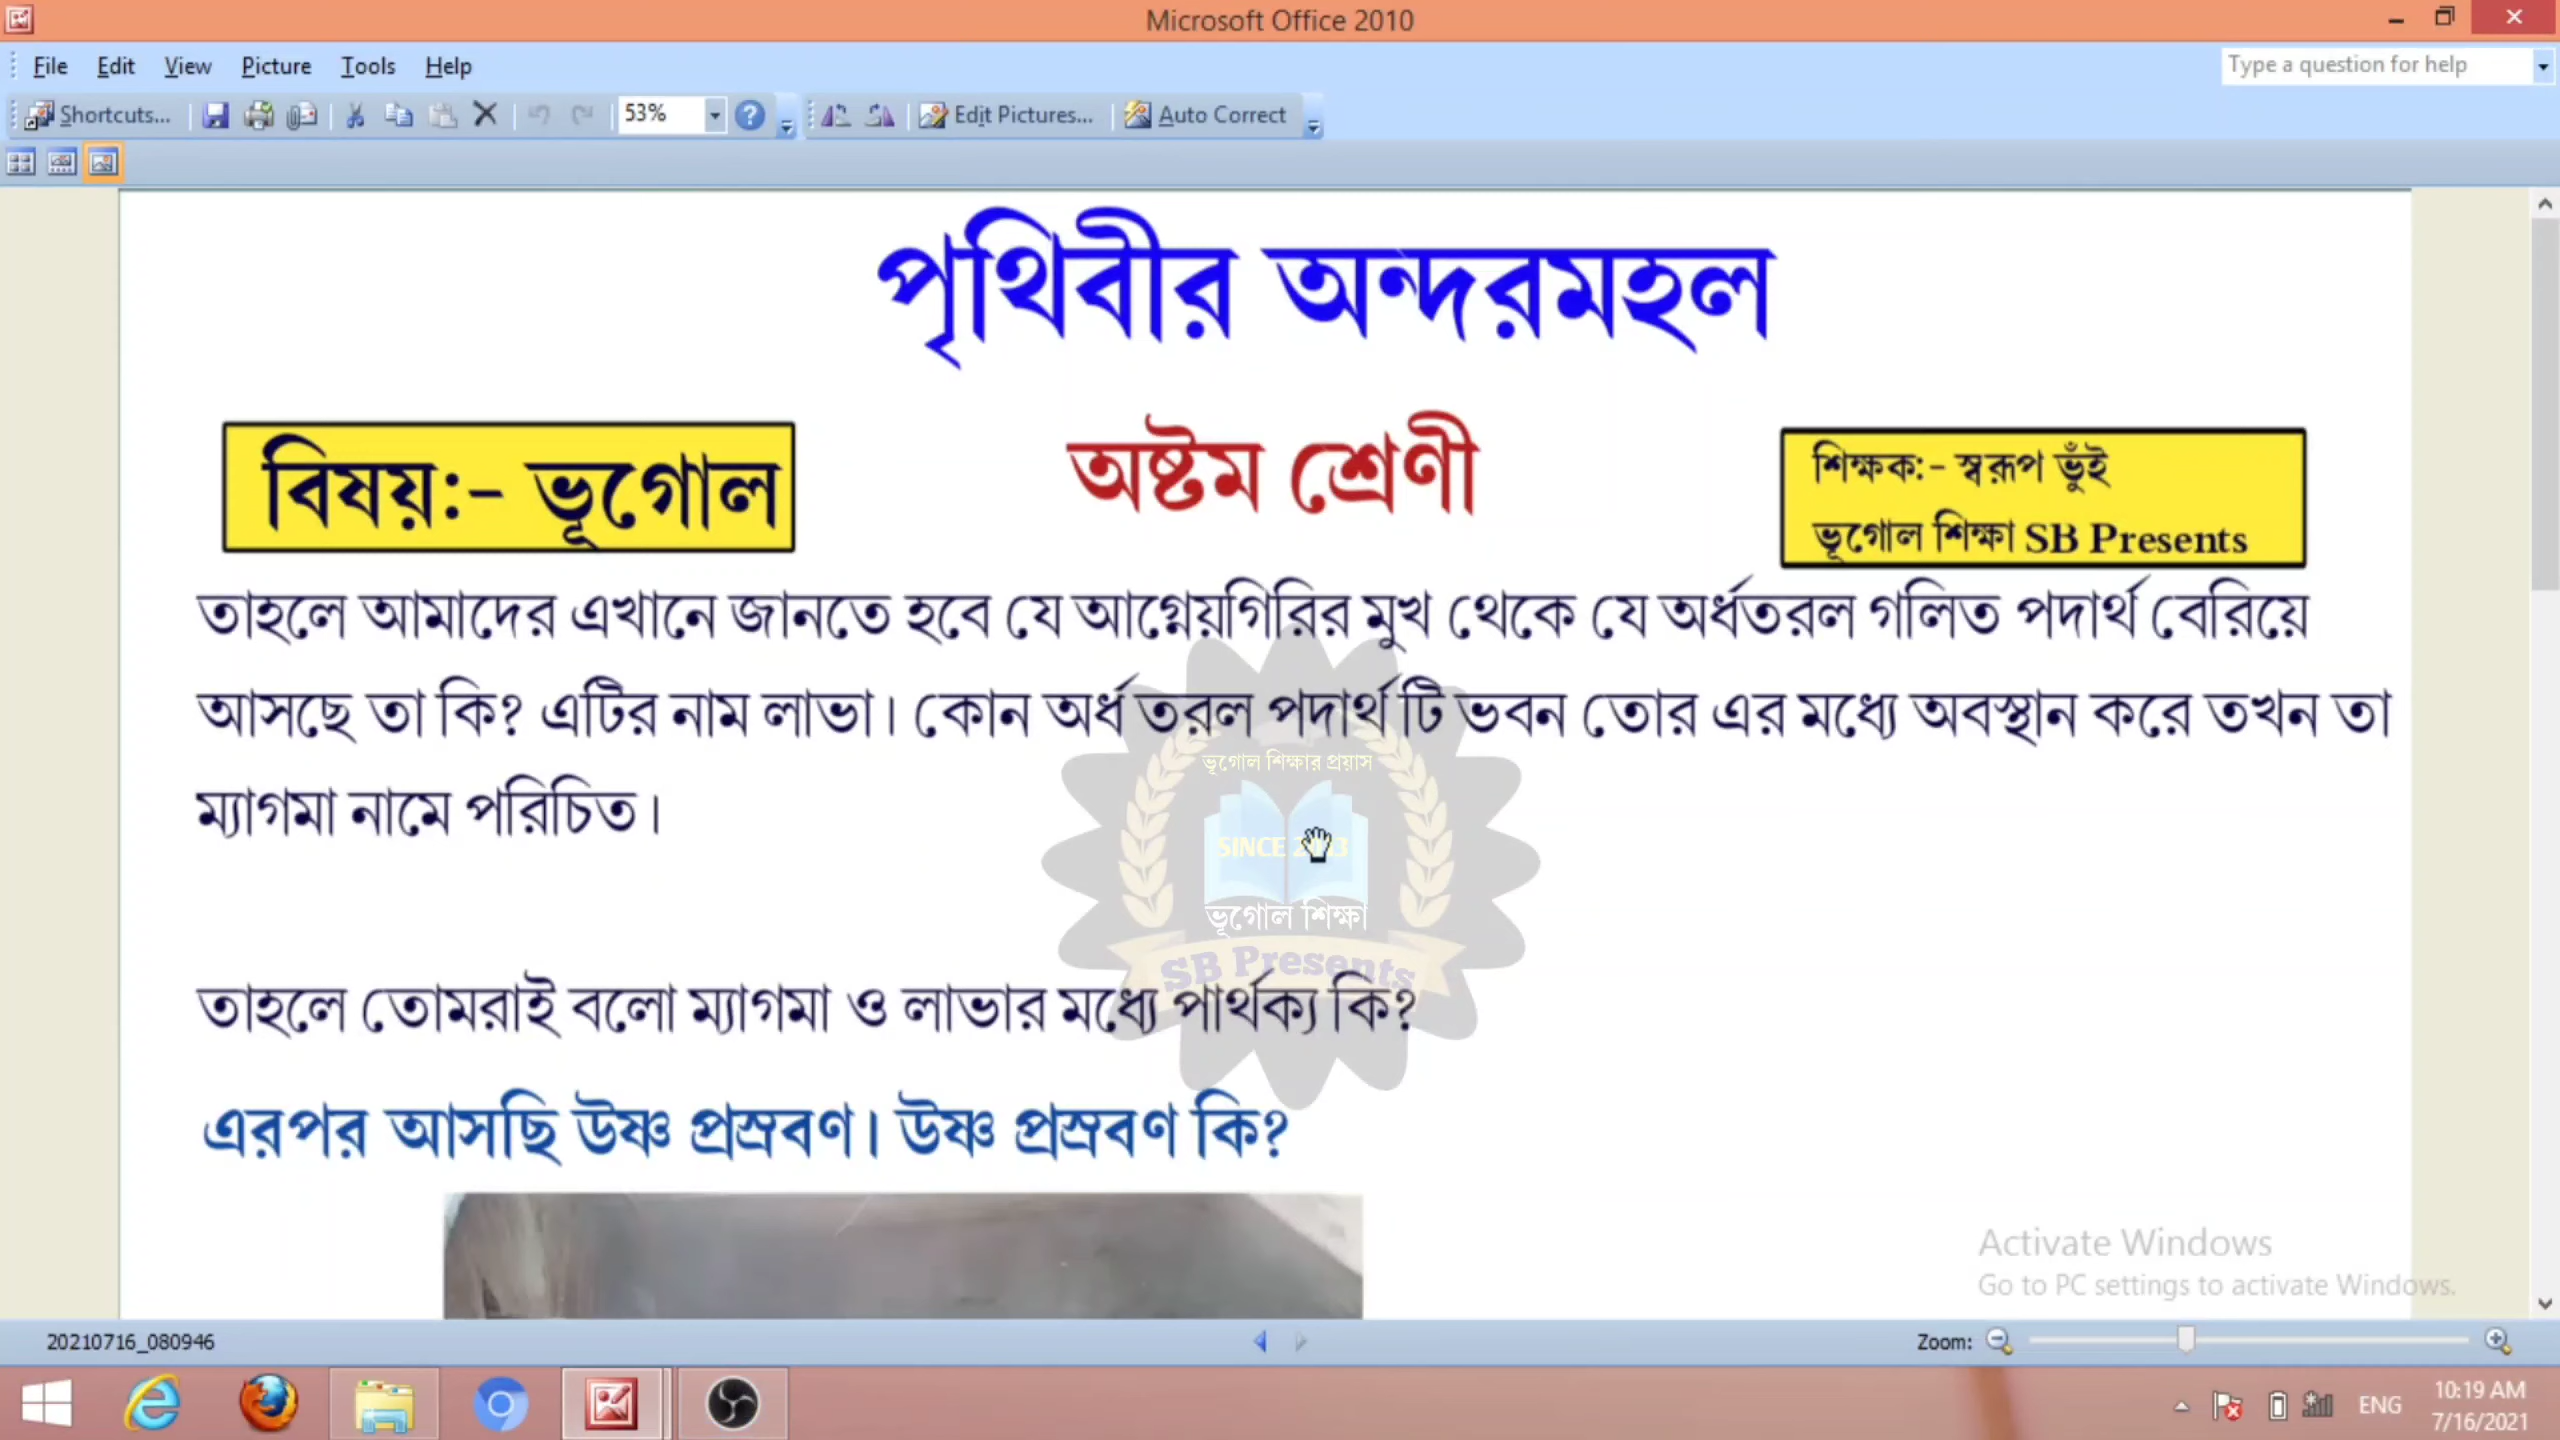 Microsoft Office 2010
File Edit View Picture Tools Help
Type a question for help
Shortcuts...
53%
Edit Pictures...
Auto Correct
পৃথিবীর অন্দরমহল
বিষয়:- ভূগোল
অষ্টম শ্রেণী
শিক্ষক:- স্বরূপ ভুঁই
ভূগোল শিক্ষা SB Presents
তাহলে আমাদের এখানে জানতে হবে যে আগ্নেয়গিরির মুখ থেকে যে অর্ধতরল গলিত পদার্থ বেরিয়ে
আসছে তা কি? এটির নাম লাভা। কোন অর্ধ তরল পদার্থ টি ভবন তোর এর মধ্যে অবস্থান করে তখন তা
ম্যাগমা নামে পরিচিত।
ভূগোল শিক্ষার প্রয়াস
SINCE
ভূগোল শিক্ষা
SB Presents
তাহলে তোমরাই বলো ম্যাগমা ও লাভার মধ্যে পার্থক্য কি?
এরপর আসছি উষ্ণ প্রস্রবণ। উষ্ণ প্রস্রবণ কি?
Activate Windows
Go to PC settings to activate Windows.
20210716_080946
Zoom:
ENG
10:19 AM
7/16/2021